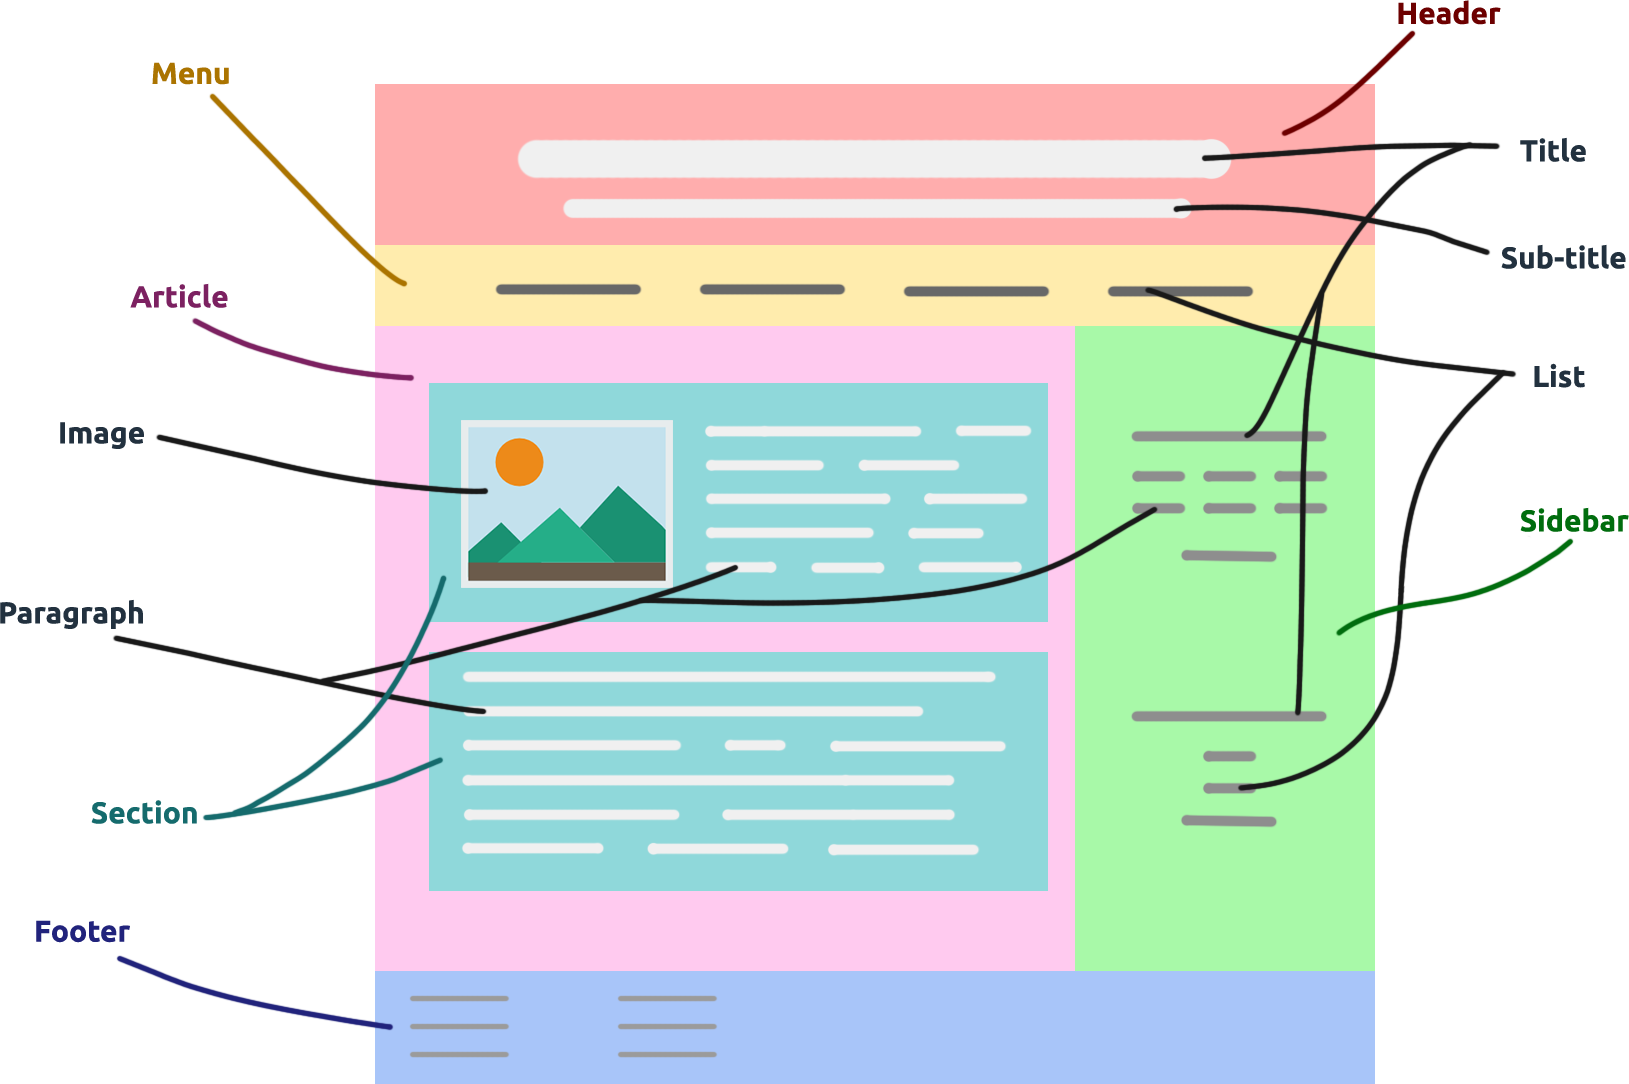 Header
Menu
Title
Sub-title
Article
List
Image
Sidebar
Paragraph
Section
Footer